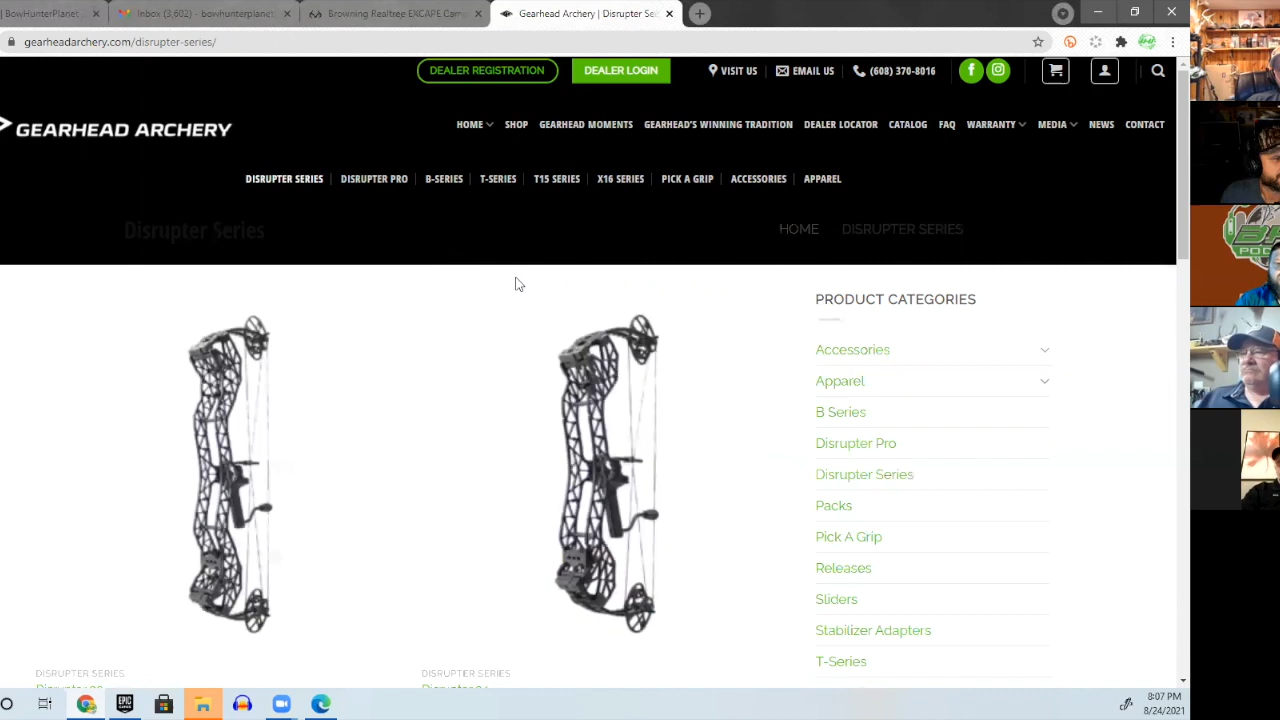 BowHunterPlanet
Inbox (3,602) - bowhunterplanet
Browning Realtree EXCAPE Cam
Gearhead Archery | Disrupter Se
gearheadarchery.com/disrupter-series/
DEALER REGISTRATION
DEALER LOGIN
VISIT US
EMAIL US
(608) 370-8016
GEARHEAD ARCHERY
HOME
SHOP
GEARHEAD MOMENTS
GEARHEAD'S WINNING TRADITION
DEALER LOCATOR
CATALOG
FAQ
WARRANTY
MEDIA
NEWS
CONTACT
DISRUPTER SERIES
DISRUPTER PRO
B-SERIES
T-SERIES
T15 SERIES
X16 SERIES
PICK A GRIP
ACCESSORIES
APPAREL
Disrupter Series
HOME
DISRUPTER SERIES
PRODUCT CATEGORIES
Accessories
Apparel
B Series
Disrupter Pro
Disrupter Series
Packs
Pick A Grip
Releases
Sliders
Stabilizer Adapters
T-Series
DISRUPTER SERIES
DISRUPTER SERIES
EPIC
8:07 PM
8/24/2021